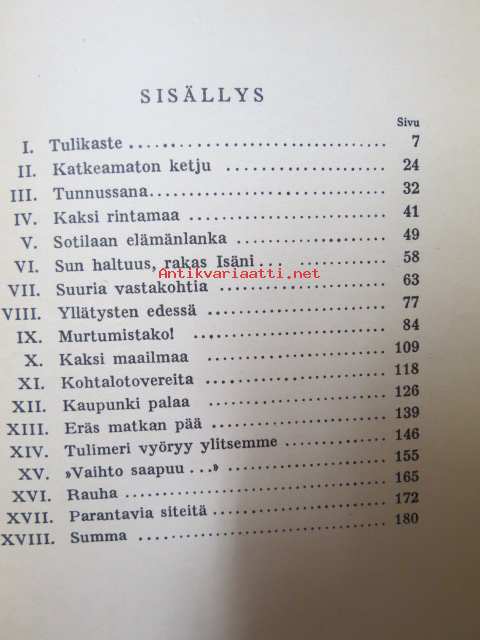 SISÄLLYS
Sivu
I. Tulikaste 7
II. Katkeamaton ketju 24
III. Tunnussana 32
IV. Kaksi rintamaa 41
V. Sotilaan elämänlanka 49
VI. Sun haltuus, rakas Isäni . . . 58
Antikvariaatti.net
VII. Suuria vastakohtia 63
VIII. Yllätysten edessä 77
IX. Murtumistako! 84
X. Kaksi maailmaa 109
XI. Kohtalotovereita 118
XII. Kaupunki palaa 126
XIII. Eräs matkan pää 139
XIV. Tulimeri vyöryy ylitsemme 146
XV. »Vaihto saapuu . . .» 155
XVI. Rauha 165
XVII. Parantavia siteitä 172
XVIII. Summa 180